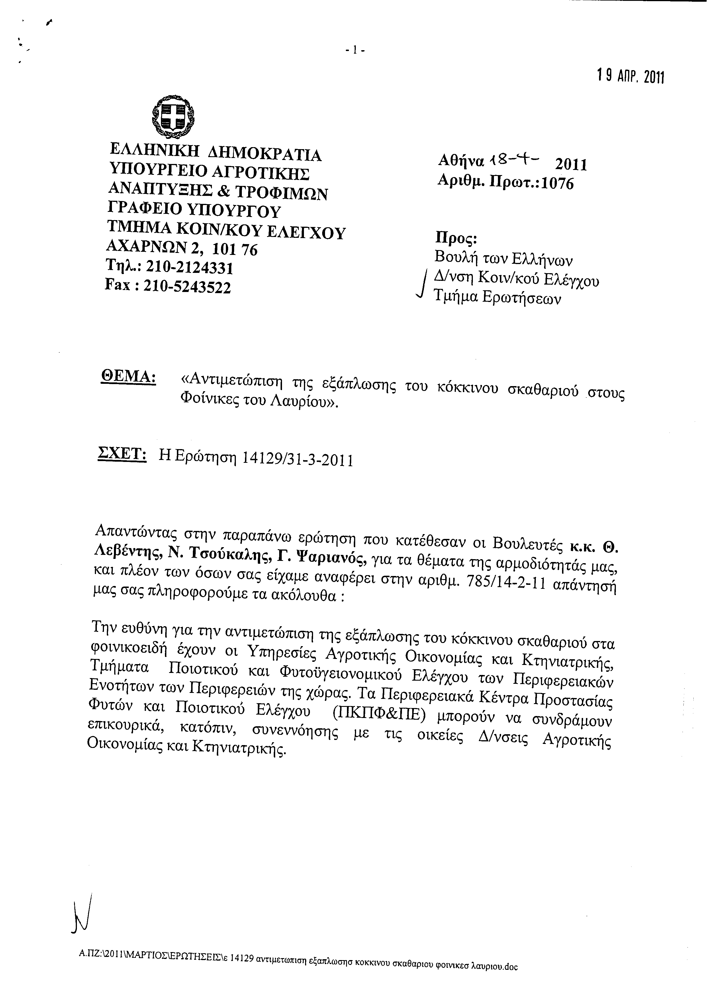 - 1 -
1 9 ΑΠΡ. 2011
ΕΛΛΗΝΙΚΗ ΔΗΜΟΚΡΑΤΙΑ
ΥΠΟΥΡΓΕΙΟ ΑΓΡΟΤΙΚΗΣ
ΑΝΑΠΤΥΞΗΣ & ΤΡΟΦΙΜΩΝ
ΓΡΑΦΕΙΟ ΥΠΟΥΡΓΟΥ
ΤΜΗΜΑ ΚΟΙΝ/ΚΟΥ ΕΛΕΓΧΟΥ
ΑΧΑΡΝΩΝ 2, 101 76
Τηλ.: 210-2124331
Fax : 210-5243522
Αθήνα 18-4- 2011
Αριθμ. Πρωτ.:1076
Προς:
Βουλή των Ελλήνων
Δ/νση Κοιν/κού Ελέγχου
Τμήμα Ερωτήσεων
ΘΕΜΑ: «Αντιμετώπιση της εξάπλωσης του κόκκινου σκαθαριού στους
Φοίνικες του Λαυρίου».
ΣΧΕΤ: Η Ερώτηση 14129/31-3-2011
Απαντώντας στην παραπάνω ερώτηση που κατέθεσαν οι Βουλευτές κ.κ. Θ.
Λεβέντης, Ν. Τσούκαλης, Γ. Ψαριανός, για τα θέματα της αρμοδιότητάς μας,
και πλέον των όσων σας είχαμε αναφέρει στην αριθμ. 785/14-2-11 απάντησή
μας σας πληροφορούμε τα ακόλουθα :
Την ευθύνη για την αντιμετώπιση της εξάπλωσης του κόκκινου σκαθαριού στα
φοινικοειδή έχουν οι Υπηρεσίες Αγροτικής Οικονομίας και Κτηνιατρικής,
Τμήματα Ποιοτικού και Φυτοϋγειονομικού Ελέγχου των Περιφερειακών
Ενοτήτων των Περιφερειών της χώρας. Τα Περιφερειακά Κέντρα Προστασίας
Φυτών και Ποιοτικού Ελέγχου (ΠΚΠΦ&ΠΕ) μπορούν να συνδράμουν
επικουρικά, κατόπιν, συνεννόησης με τις οικείες Δ/νσεις Αγροτικής
Οικονομίας και Κτηνιατρικής.
Α.ΠΖ:\2011\ΜΑΡΤΙΟΣ\ΕΡΩΤΗΣΕΙΣ\ε 14129 αντιμετωπιση εξαπλωσησ κοκκινου σκαθαριου φοινικεσ λαυριου.doc